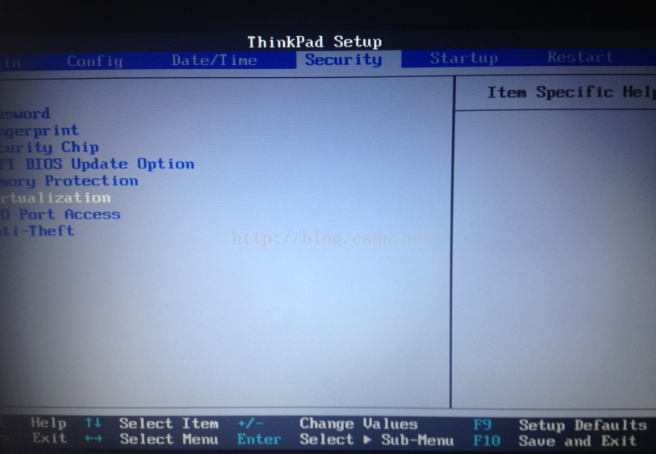 ThinkPad Setup
in Config Date/Time Security Startup Restart
Item Specific Help
ssword
ngerprint
curity Chip
FI BIOS Update Option
mory Protection
rtualization
O Port Access
ti-Theft
http://blog.csdn.net
Help ↑↓ Select Item +/- Change Values F9 Setup Defaults
Exit ←→ Select Menu Enter Select ▶ Sub-Menu F10 Save and Exit